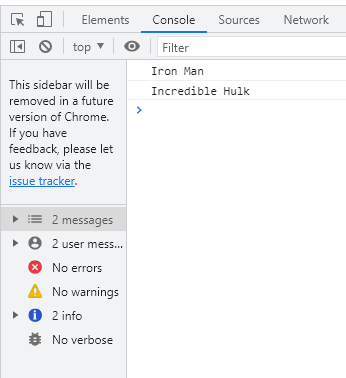 Elements Console Sources Network
top Filter
This sidebar will be
removed in a future
version of Chrome.
If you have
feedback, please let
us know via the
issue tracker.
2 messages
2 user mess...
No errors
No warnings
2 info
No verbose
Iron Man
Incredible Hulk